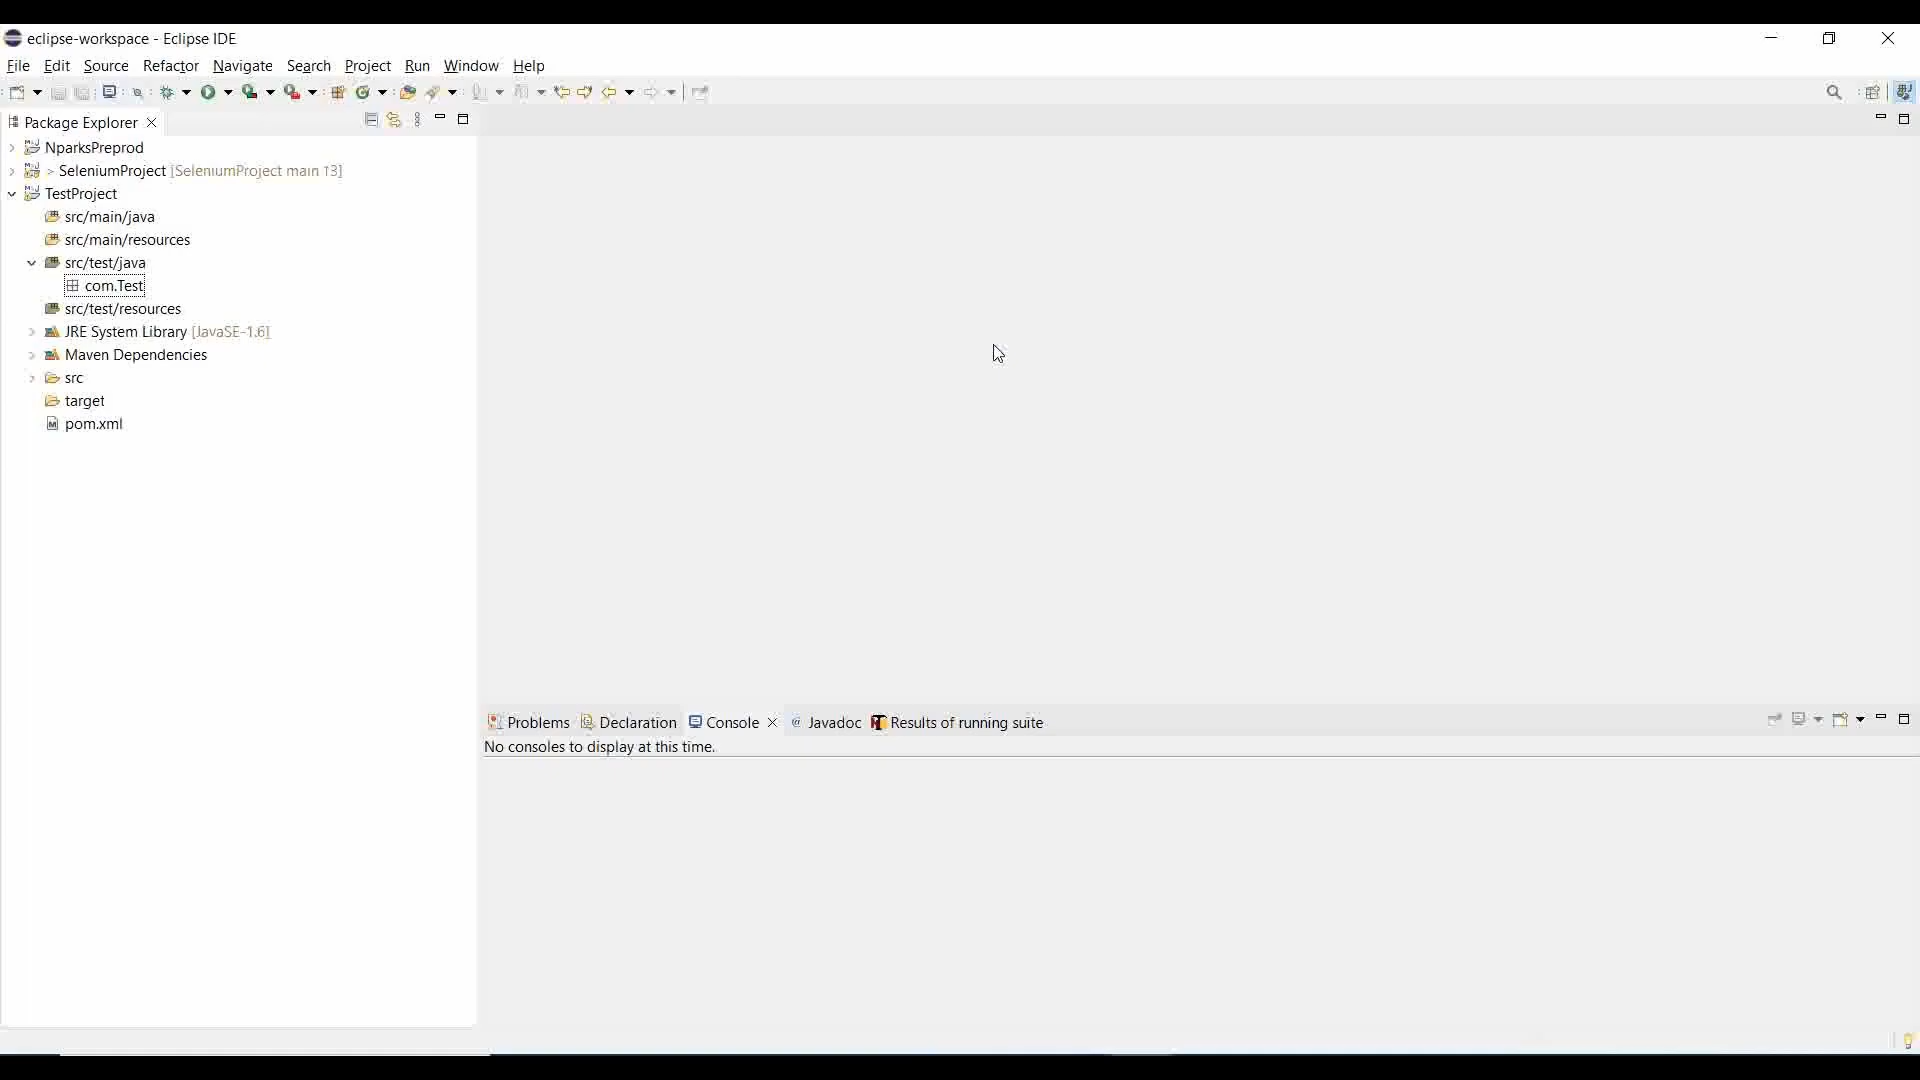 eclipse-workspace - Eclipse IDE
File Edit Source Refactor Navigate Search Project Run Window Help
Package Explorer
NparksPreprod
> SeleniumProject [SeleniumProject main ↑3]
TestProject
src/main/java
src/main/resources
src/test/java
com.Test
src/test/resources
JRE System Library [JavaSE-1.6]
Maven Dependencies
src
target
pom.xml
Problems Declaration Console Javadoc Results of running suite
No consoles to display at this time.